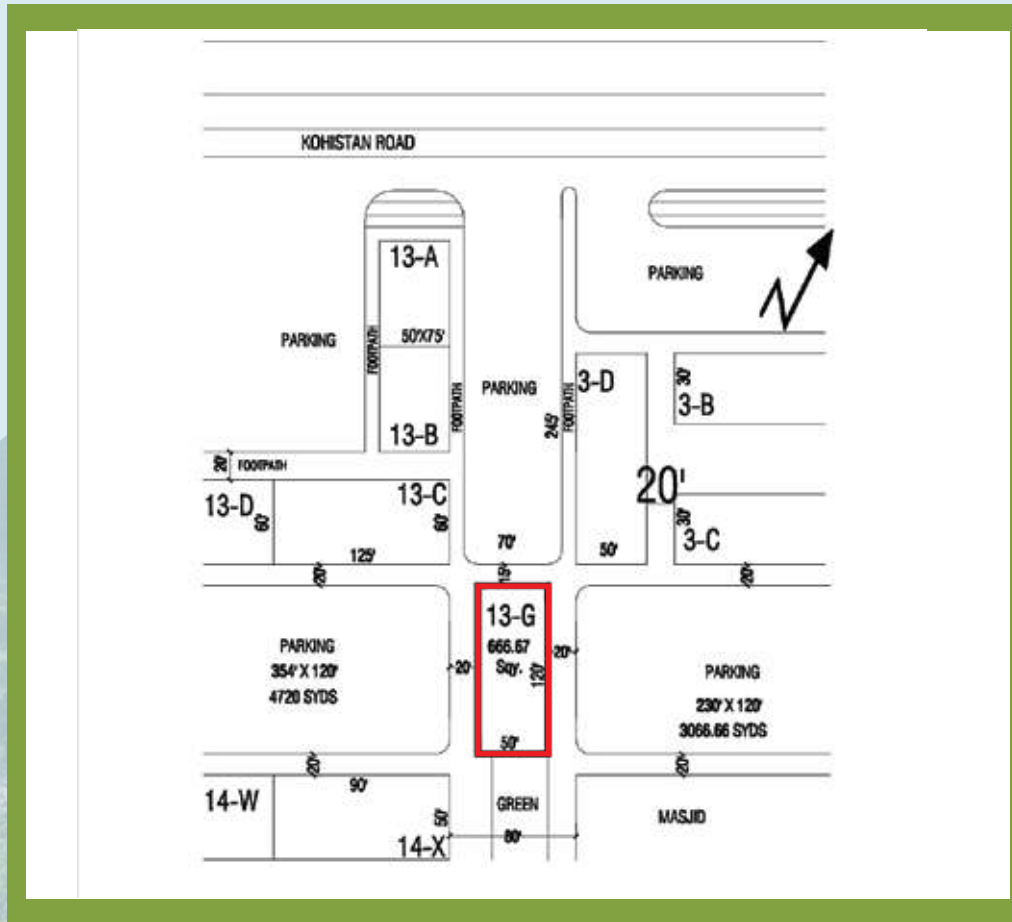 KOHISTAN ROAD
13-A
PARKING
N
PARKING
50'X75'
FOOTPATH
FOOTPATH
PARKING
FOOTPATH
3-D
30'
3-B
13-B
245'
20'
FOOTPATH
13-D
60'
13-C
60'
20'
30'
3-C
125'
70'
50'
20'
15'
20'
13-G
666.67
Sqy.
120'
50'
20'
20'
PARKING
354' X 120'
4720 SYDS
PARKING
230' X 120'
3066.66 SYDS
20'
20'
90'
14-W
50'
14-X
GREEN
MASJID